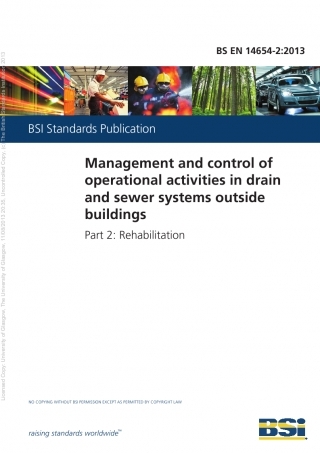 BS EN 14654-2:2013
BSI Standards Publication
Management and control of
operational activities in drain
and sewer systems outside
buildings
Part 2: Rehabilitation
NO COPYING WITHOUT BSI PERMISSION EXCEPT AS PERMITTED BY COPYRIGHT LAW
raising standards worldwide™
bsi.